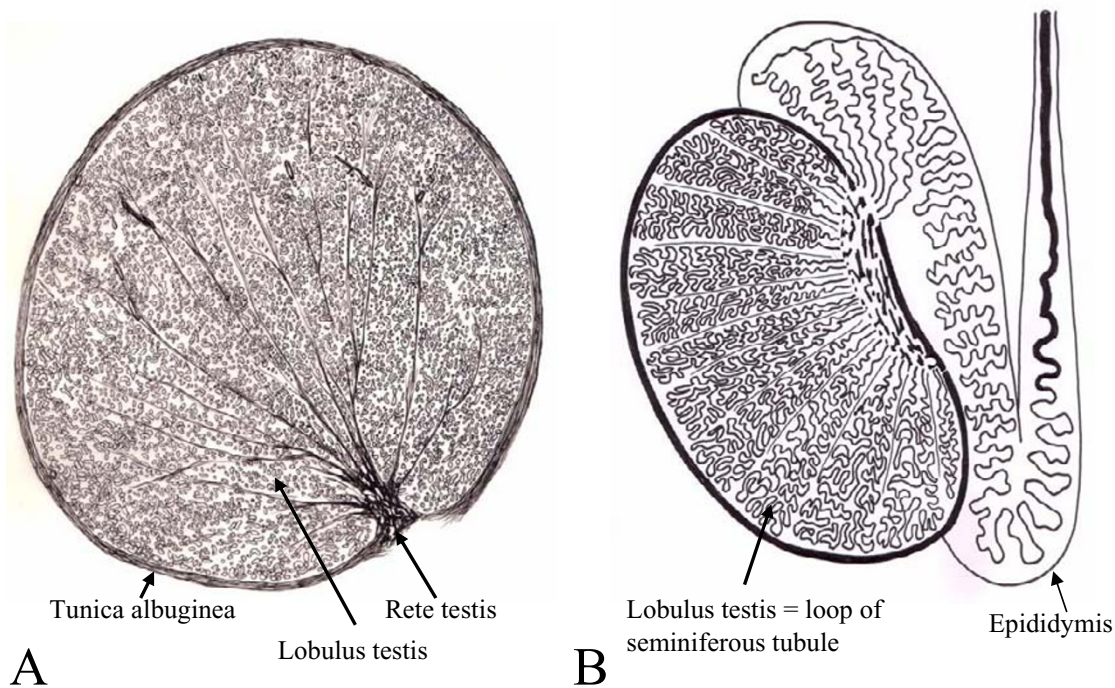 Tunica albuginea
Rete testis
Lobulus testis
A
Lobulus testis = loop of
seminiferous tubule
Epididymis
B